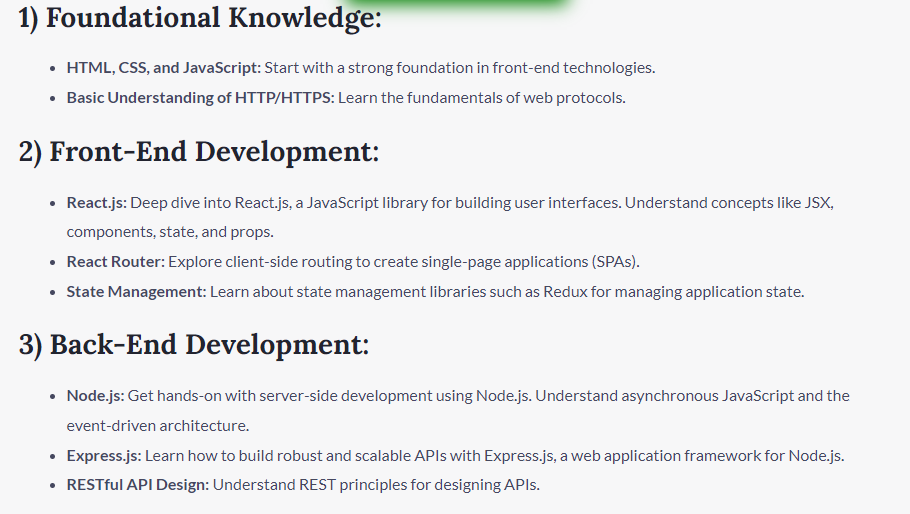 1) Foundational Knowledge:
• HTML, CSS, and JavaScript: Start with a strong foundation in front-end technologies.
• Basic Understanding of HTTP/HTTPS: Learn the fundamentals of web protocols.
2) Front-End Development:
• React.js: Deep dive into React.js, a JavaScript library for building user interfaces. Understand concepts like JSX,
components, state, and props.
• React Router: Explore client-side routing to create single-page applications (SPAs).
• State Management: Learn about state management libraries such as Redux for managing application state.
3) Back-End Development:
• Node.js: Get hands-on with server-side development using Node.js. Understand asynchronous JavaScript and the
event-driven architecture.
• Express.js: Learn how to build robust and scalable APIs with Express.js, a web application framework for Node.js.
• RESTful API Design: Understand REST principles for designing APIs.